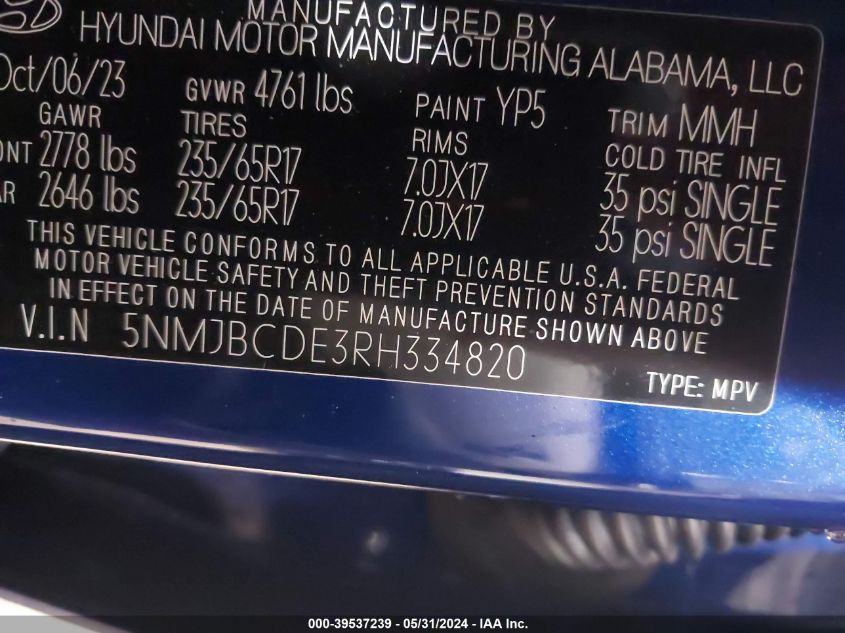 MANUFACTURED BY
HYUNDAI MOTOR MANUFACTURING ALABAMA, LLC
Oct/06/23 GVWR 4761 lbs PAINT YP5 TRIM MMH
GAWR TIRES RIMS COLD TIRE INFL
2778 lbs 235/65R17 7.0JX17 35 psi SINGLE
2646 lbs 235/65R17 7.0JX17 35 psi SINGLE
THIS VEHICLE CONFORMS TO ALL APPLICABLE U.S.A. FEDERAL
MOTOR VEHICLE SAFETY AND THEFT PREVENTION STANDARDS
IN EFFECT ON THE DATE OF MANUFACTURE SHOWN ABOVE
V.I.N 5NMJBCDE3RH334820
TYPE: MPV
000-39537239 - 05/31/2024 - IAA Inc.